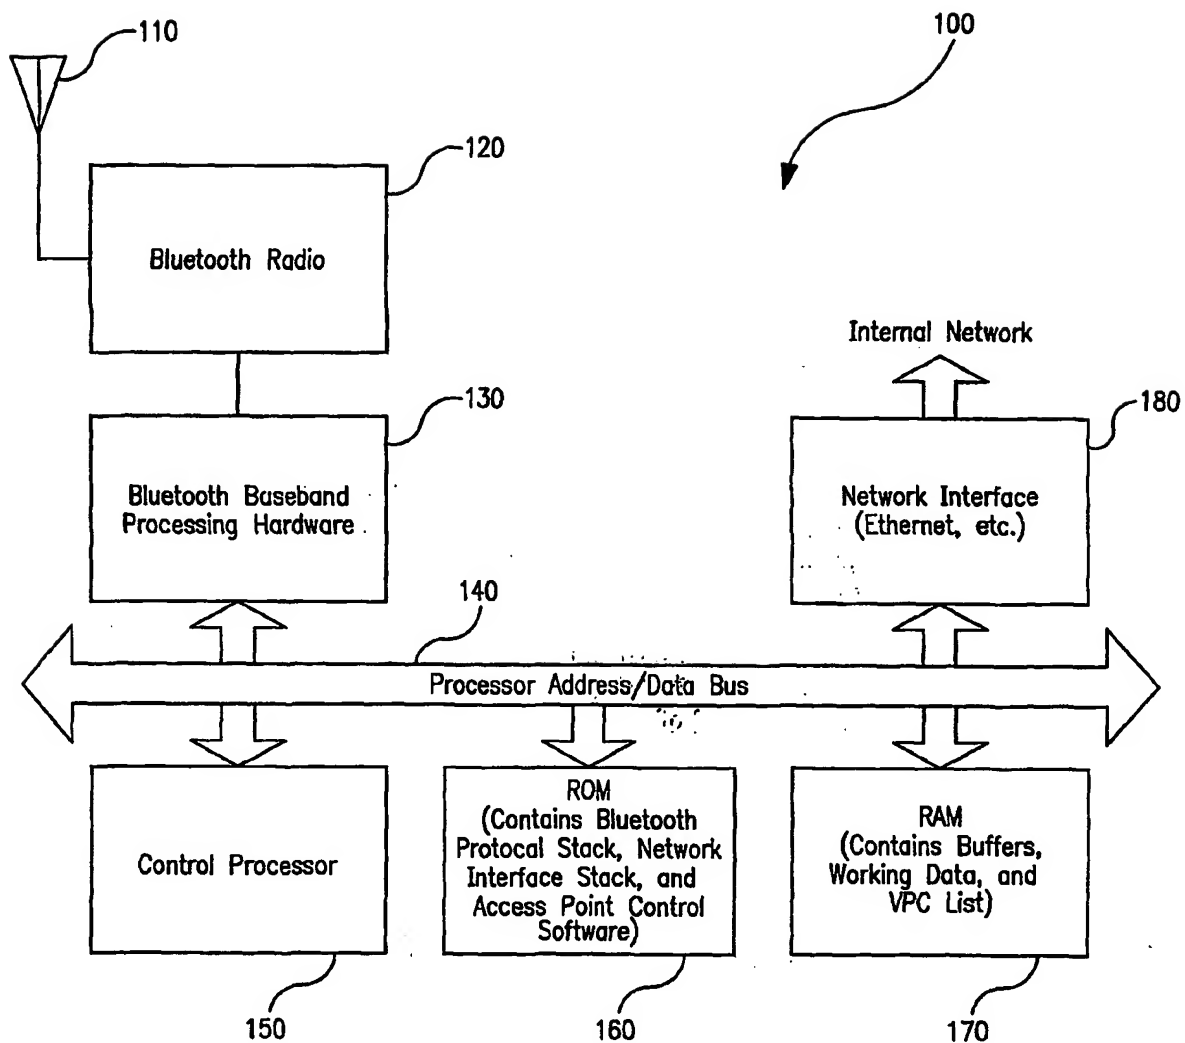 110
100
120
Bluetooth Radio
Internal Network
130
180
Bluetooth Baseband
Processing Hardware
Network Interface
(Ethernet, etc.)
140
Processor Address/Data Bus
Control Processor
ROM
(Contains Bluetooth
Protocal Stack, Network
Interface Stack, and
Access Point Control
Software)
RAM
(Contains Buffers,
Working Data, and
VPC List)
150
160
170